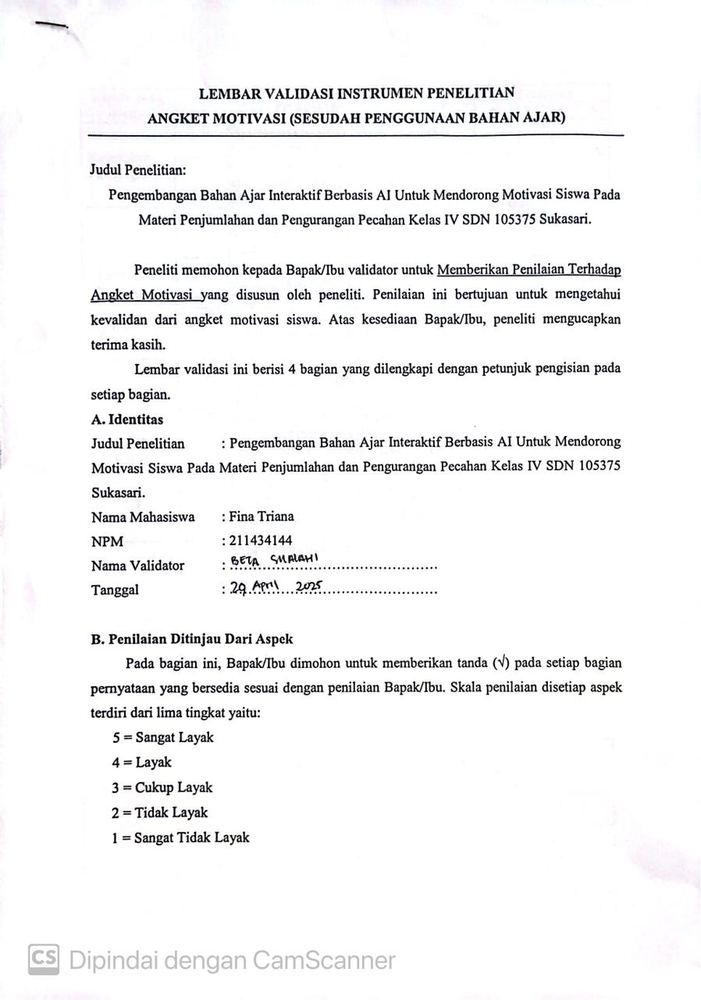 LEMBAR VALIDASI INSTRUMEN PENELITIAN
ANGKET MOTIVASI (SESUDAH PENGGUNAAN BAHAN AJAR)
Judul Penelitian:
Pengembangan Bahan Ajar Interaktif Berbasis AI Untuk Mendorong Motivasi Siswa Pada
Materi Penjumlahan dan Pengurangan Pecahan Kelas IV SDN 105375 Sukasari.
Peneliti memohon kepada Bapak/Ibu validator untuk Memberikan Penilaian Terhadap
Angket Motivasi yang disusun oleh peneliti. Penilaian ini bertujuan untuk mengetahui
kevalidan dari angket motivasi siswa. Atas kesediaan Bapak/Ibu, peneliti mengucapkan
terima kasih.
Lembar validasi ini berisi 4 bagian yang dilengkapi dengan petunjuk pengisian pada
setiap bagian.
A. Identitas
Judul Penelitian : Pengembangan Bahan Ajar Interaktif Berbasis AI Untuk Mendorong
Motivasi Siswa Pada Materi Penjumlahan dan Pengurangan Pecahan Kelas IV SDN 105375
Sukasari.
Nama Mahasiswa : Fina Triana
NPM : 211434144
Nama Validator : BETA
Tanggal : 29 April 2025
B. Penilaian Ditinjau Dari Aspek
Pada bagian ini, Bapak/Ibu dimohon untuk memberikan tanda (√) pada setiap bagian
pernyataan yang bersedia sesuai dengan penilaian Bapak/Ibu. Skala penilaian disetiap aspek
terdiri dari lima tingkat yaitu:
5 = Sangat Layak
4 = Layak
3 = Cukup Layak
2 = Tidak Layak
1 = Sangat Tidak Layak
CS Dipindai dengan CamScanner